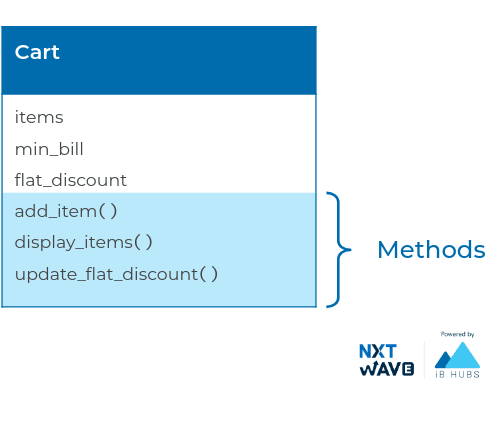 Cart
items
min_bill
flat_discount
add_item()
display_items()
update_flat_discount()
Methods
Powered by
NXT
WAVE
iB HUBS